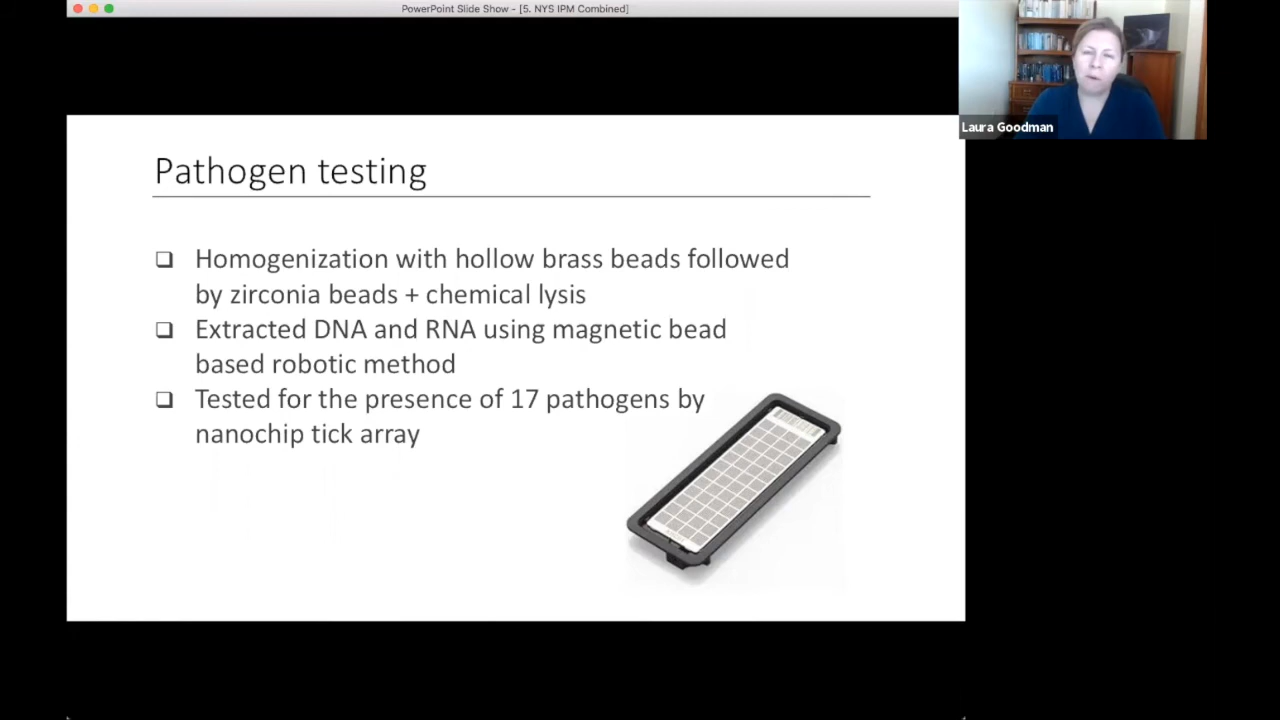 PowerPoint Slide Show - [5. NYS IPM Combined]
Laura Goodman
Pathogen testing
❑ Homogenization with hollow brass beads followed
by zirconia beads + chemical lysis
❑ Extracted DNA and RNA using magnetic bead
based robotic method
❑ Tested for the presence of 17 pathogens by
nanochip tick array